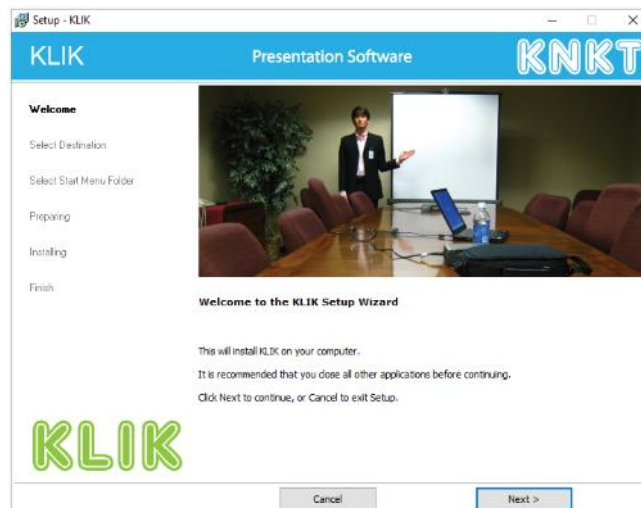 Setup - KLIK
KLIK
Presentation Software
KNKT
Welcome
Select Destination
Select Start Menu Folder
Preparing
Installing
Finish
Welcome to the KLIK Setup Wizard
This will install KLIK on your computer.
It is recommended that you close all other applications before continuing.
Click Next to continue, or Cancel to exit Setup.
KLIK
Cancel
Next >